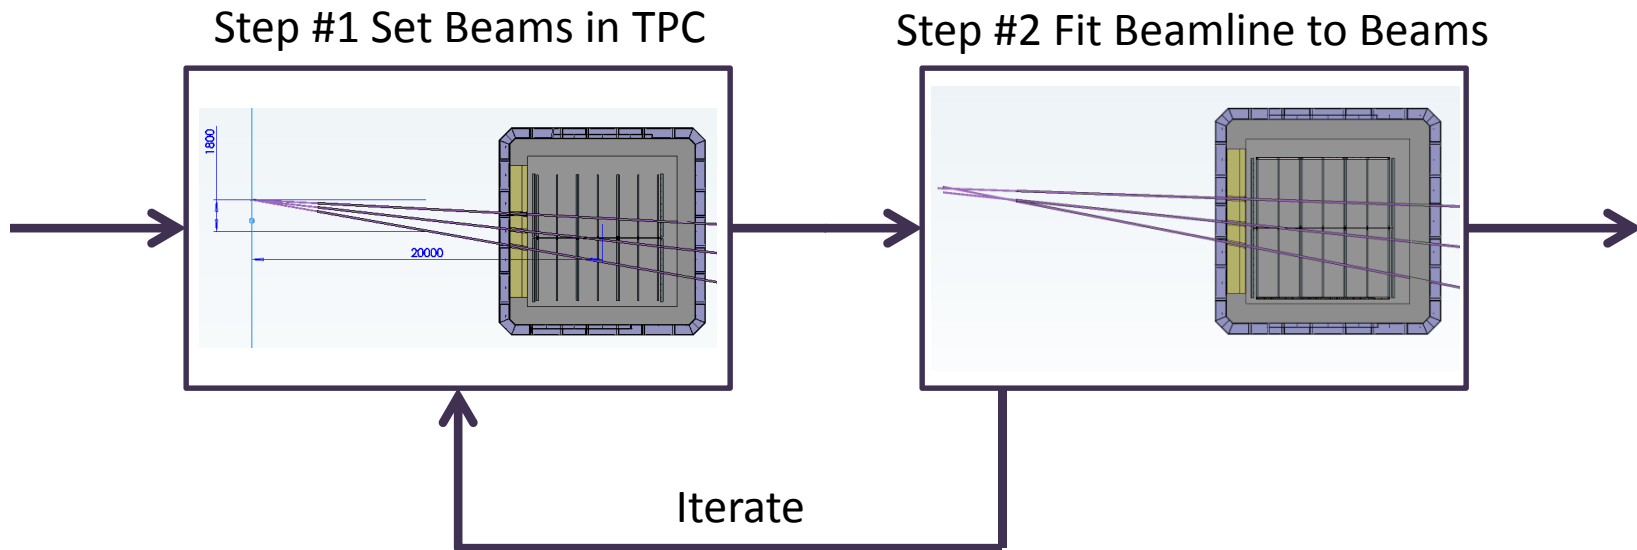 Step #1 Set Beams in TPC
Step #2 Fit Beamline to Beams
1800
20000
Iterate